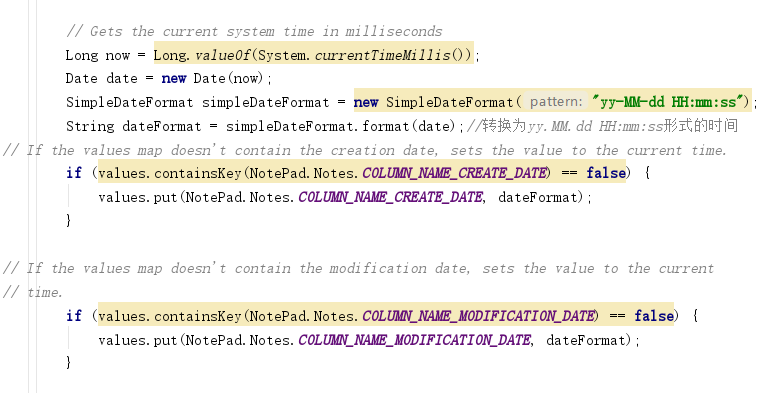 // Gets the current system time in milliseconds
Long now = Long.valueOf(System.currentTimeMillis());
Date date = new Date(now);
SimpleDateFormat simpleDateFormat = new SimpleDateFormat( pattern: "yy-MM-dd HH:mm:ss");
String dateFormat = simpleDateFormat.format(date);//转换为yy.MM.dd HH:mm:ss形式的时间
// If the values map doesn't contain the creation date, sets the value to the current time.
if (values.containsKey(NotePad.Notes.COLUMN_NAME_CREATE_DATE) == false) {
values.put(NotePad.Notes.COLUMN_NAME_CREATE_DATE, dateFormat);
}
// If the values map doesn't contain the modification date, sets the value to the current
// time.
if (values.containsKey(NotePad.Notes.COLUMN_NAME_MODIFICATION_DATE) == false) {
values.put(NotePad.Notes.COLUMN_NAME_MODIFICATION_DATE, dateFormat);
}